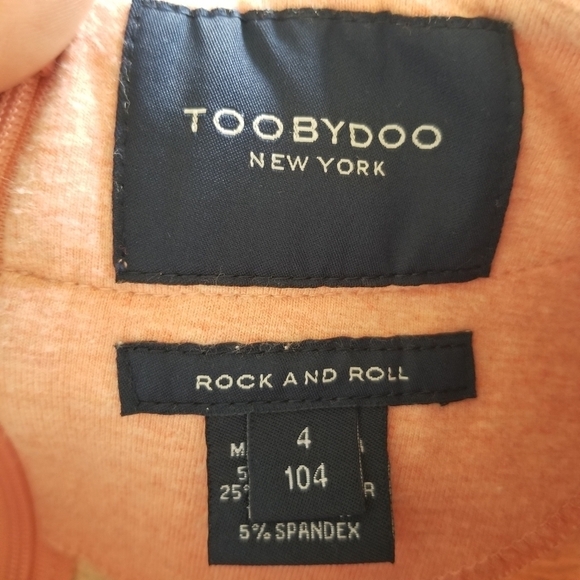 TOOBYDOO
NEW YORK
ROCK AND ROLL
4
104
5% SPANDEX